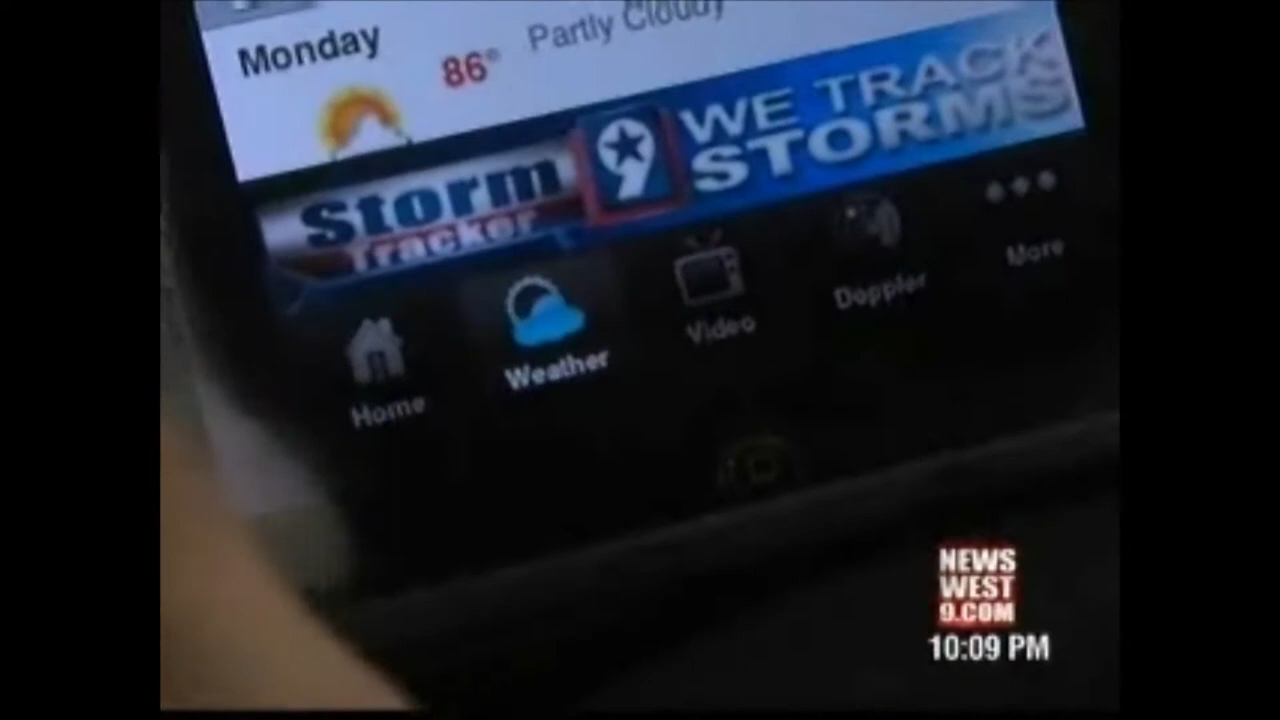 Monday
86°
Partly Cloudy
WE TRACK
STORMS
9
Storm
Tracker
Home
Weather
Video
Doppler
More
NEWS
WEST
9.COM
10:09 PM